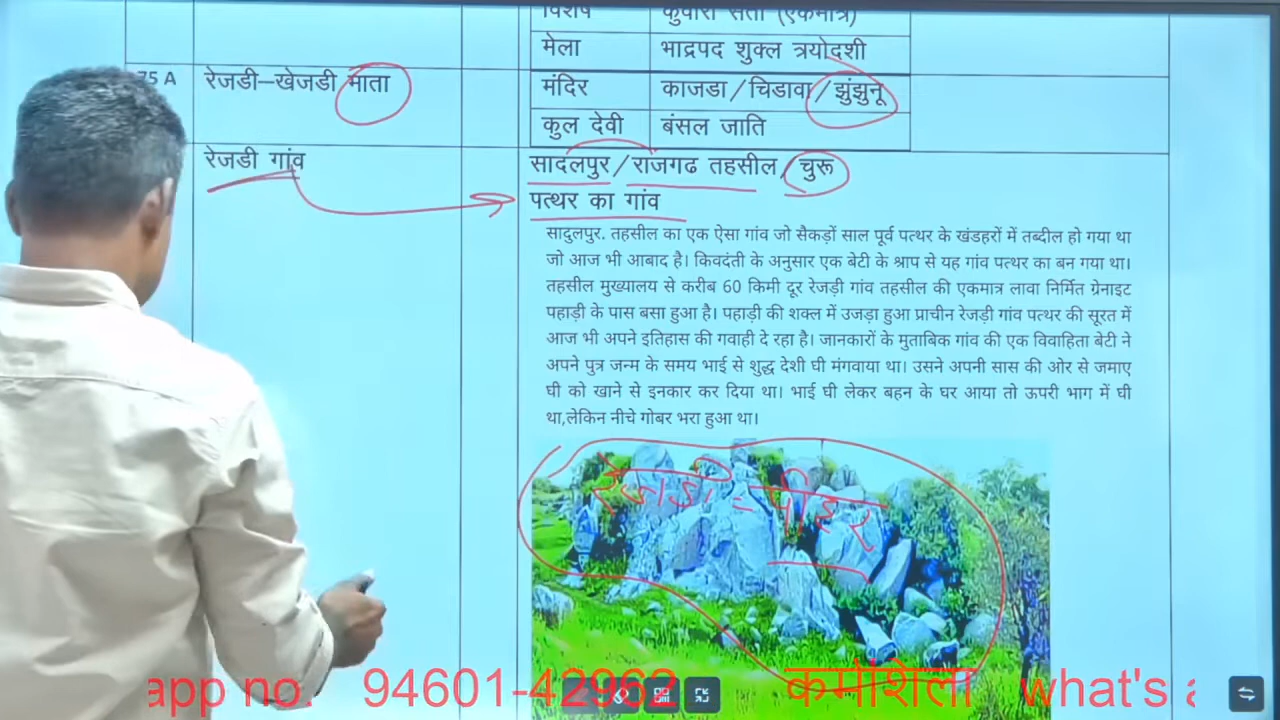 विशेष कुंवारी सती (एकमात्र)
मेला भाद्रपद शुक्ल त्रयोदशी
75 A रेजडी–खेजडी माता मंदिर काजडा/चिडावा/झुंझुनू
कुल देवी बंसल जाति
रेजडी गांव सादलपुर/राजगढ तहसील, चुरू
पत्थर का गांव
सादुलपुर. तहसील का एक ऐसा गांव जो सैकड़ों साल पूर्व पत्थर के खंडहरों में तब्दील हो गया था
जो आज भी आबाद है। किवदंती के अनुसार एक बेटी के श्राप से यह गांव पत्थर का बन गया था।
तहसील मुख्यालय से करीब 60 किमी दूर रेजड़ी गांव तहसील की एकमात्र लावा निर्मित ग्रेनाइट
पहाड़ी के पास बसा हुआ है। पहाड़ी की शक्ल में उजड़ा हुआ प्राचीन रेजड़ी गांव पत्थर की सूरत में
आज भी अपने इतिहास की गवाही दे रहा है। जानकारों के मुताबिक गांव की एक विवाहिता बेटी ने
अपने पुत्र जन्म के समय भाई से शुद्ध देशी घी मंगवाया था। उसने अपनी सास की ओर से जमाए
घी को खाने से इनकार कर दिया था। भाई घी लेकर बहन के घर आया तो ऊपरी भाग में घी
था,लेकिन नीचे गोबर भरा हुआ था।
रेजडी = पीहर
app no. 94601-42962 कर्मशिला what's a